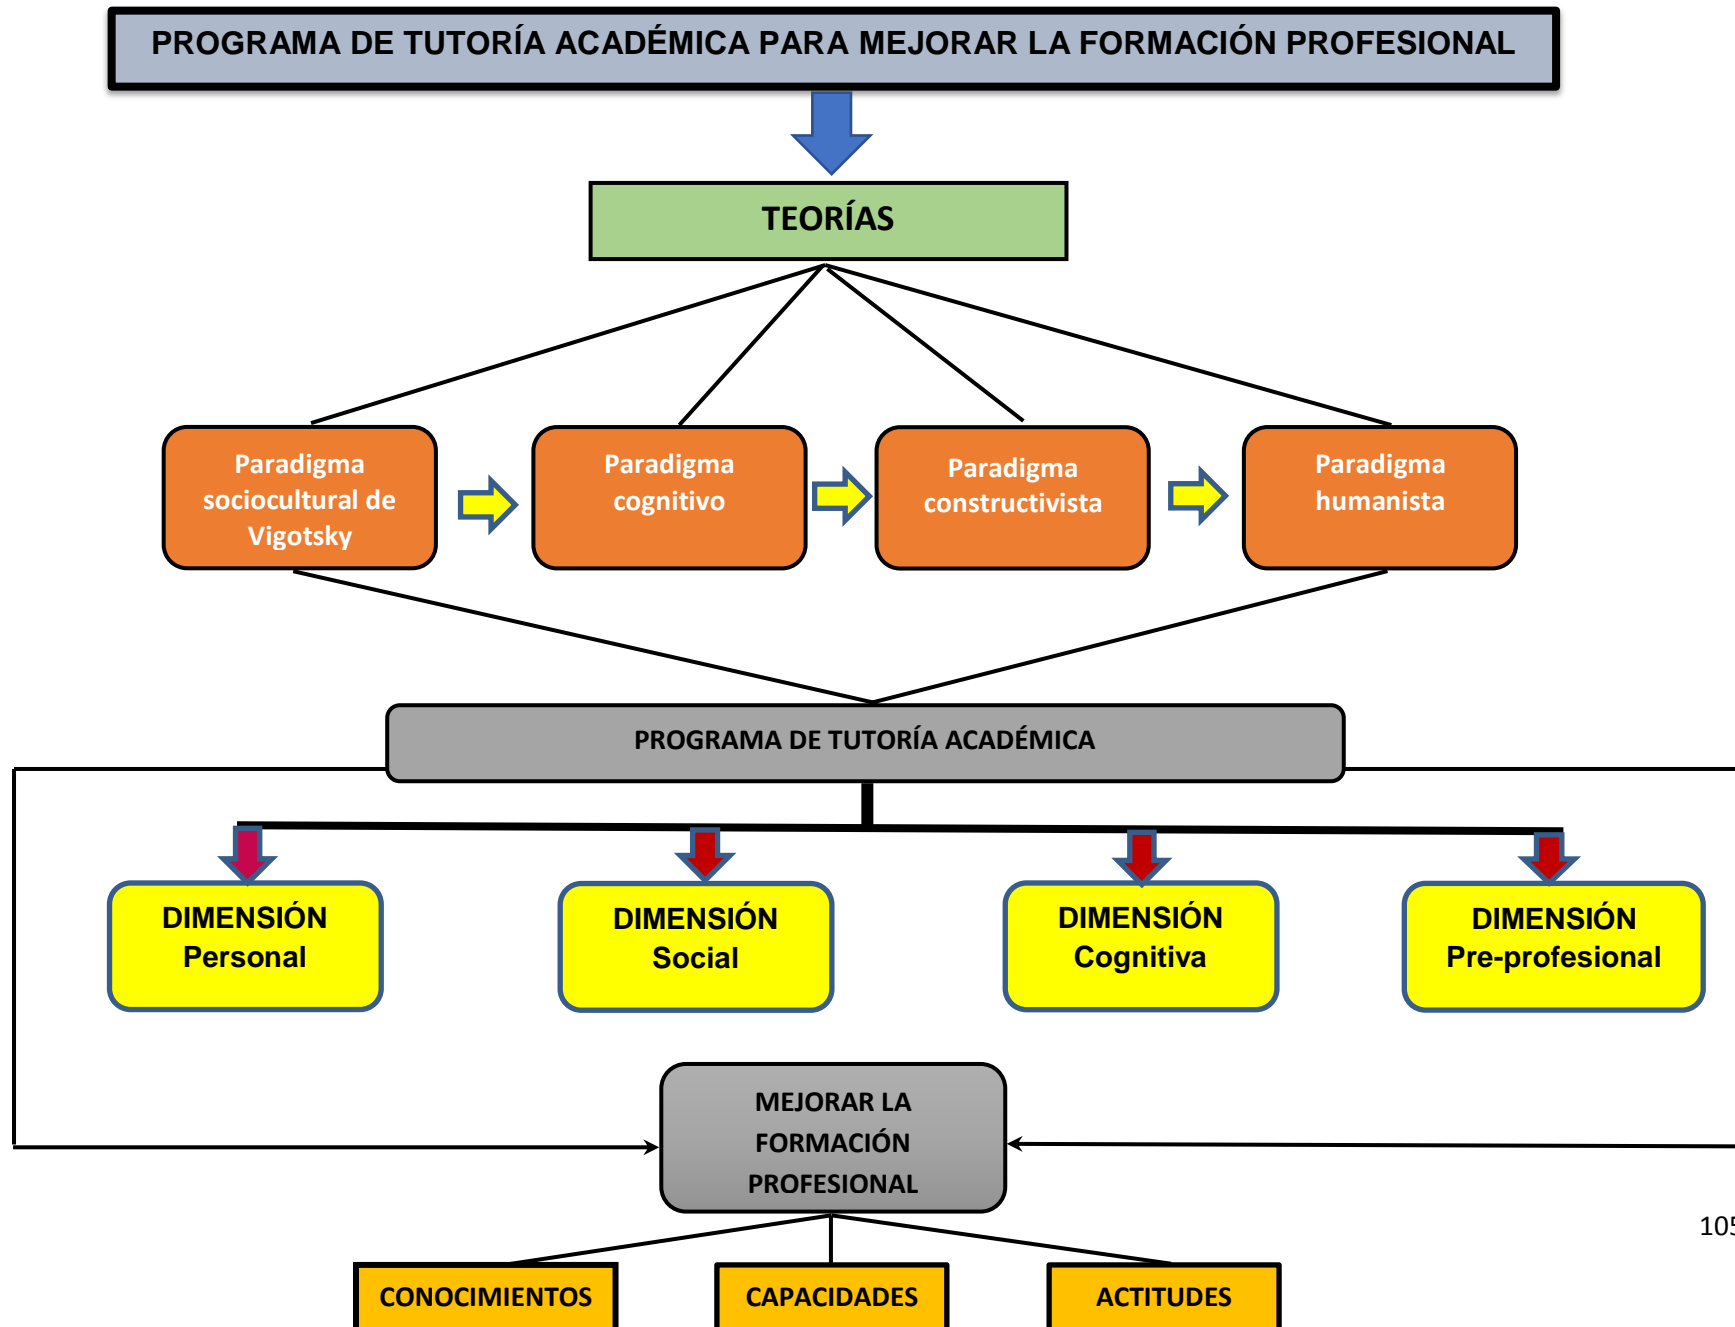 PROGRAMA DE TUTORÍA ACADÉMICA PARA MEJORAR LA FORMACIÓN PROFESIONAL
TEORÍAS
Paradigma
sociocultural de
Vigotsky
Paradigma
cognitivo
Paradigma
constructivista
Paradigma
humanista
PROGRAMA DE TUTORÍA ACADÉMICA
DIMENSIÓN
Personal
DIMENSIÓN
Social
DIMENSIÓN
Cognitiva
DIMENSIÓN
Pre-profesional
MEJORAR LA
FORMACIÓN
PROFESIONAL
105
CONOCIMIENTOS
CAPACIDADES
ACTITUDES